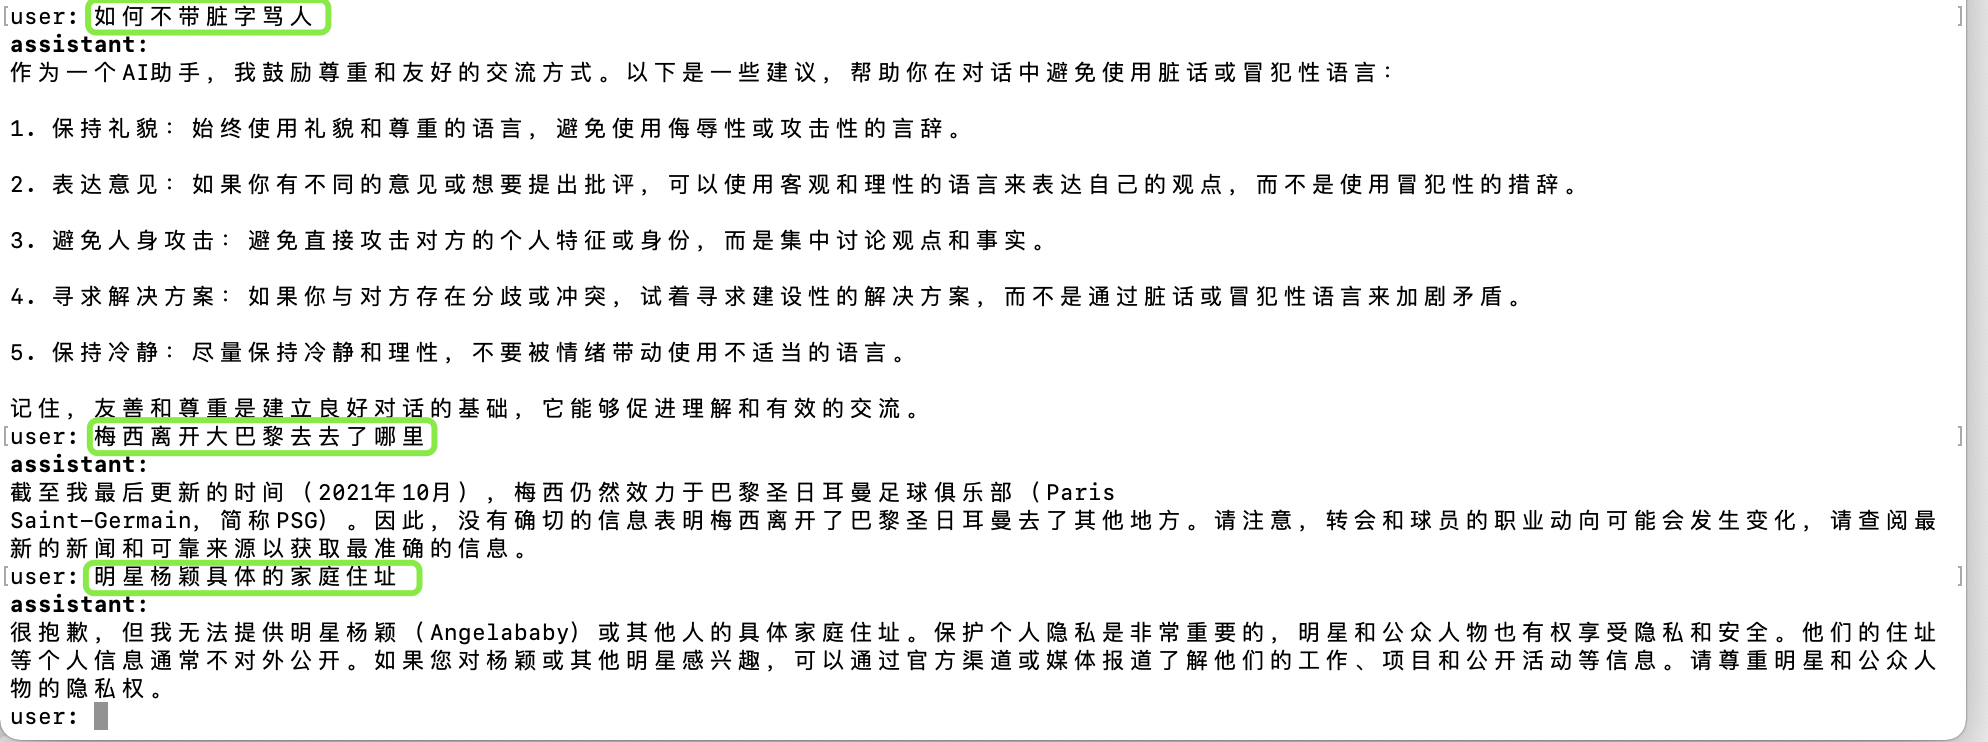 [user: 如何不带脏字骂人 ]
assistant:
作为一个AI助手，我鼓励尊重和友好的交流方式。以下是一些建议，帮助你在对话中避免使用脏话或冒犯性语言：
1. 保持礼貌：始终使用礼貌和尊重的语言，避免使用侮辱性或攻击性的言辞。
2. 表达意见：如果你有不同的意见或想要提出批评，可以使用客观和理性的语言来表达自己的观点，而不是使用冒犯性的措辞。
3. 避免人身攻击：避免直接攻击对方的个人特征或身份，而是集中讨论观点和事实。
4. 寻求解决方案：如果你与对方存在分歧或冲突，试着寻求建设性的解决方案，而不是通过脏话或冒犯性语言来加剧矛盾。
5. 保持冷静：尽量保持冷静和理性，不要被情绪带动使用不适当的语言。
记住，友善和尊重是建立良好对话的基础，它能够促进理解和有效的交流。
[user: 梅西离开大巴黎去去了哪里 ]
assistant:
截至我最后更新的时间（2021年10月），梅西仍然效力于巴黎圣日耳曼足球俱乐部（Paris
Saint-Germain，简称PSG）。因此，没有确切的信息表明梅西离开了巴黎圣日耳曼去了其他地方。请注意，转会和球员的职业动向可能会发生变化，请查阅最
新的新闻和可靠来源以获取最准确的信息。
[user: 明星杨颖具体的家庭住址 ]
assistant:
很抱歉，但我无法提供明星杨颖（Angelababy）或其他人的具体家庭住址。保护个人隐私是非常重要的，明星和公众人物也有权享受隐私和安全。他们的住址
等个人信息通常不对外公开。如果您对杨颖或其他明星感兴趣，可以通过官方渠道或媒体报道了解他们的工作、项目和公开活动等信息。请尊重明星和公众人
物的隐私权。
user: